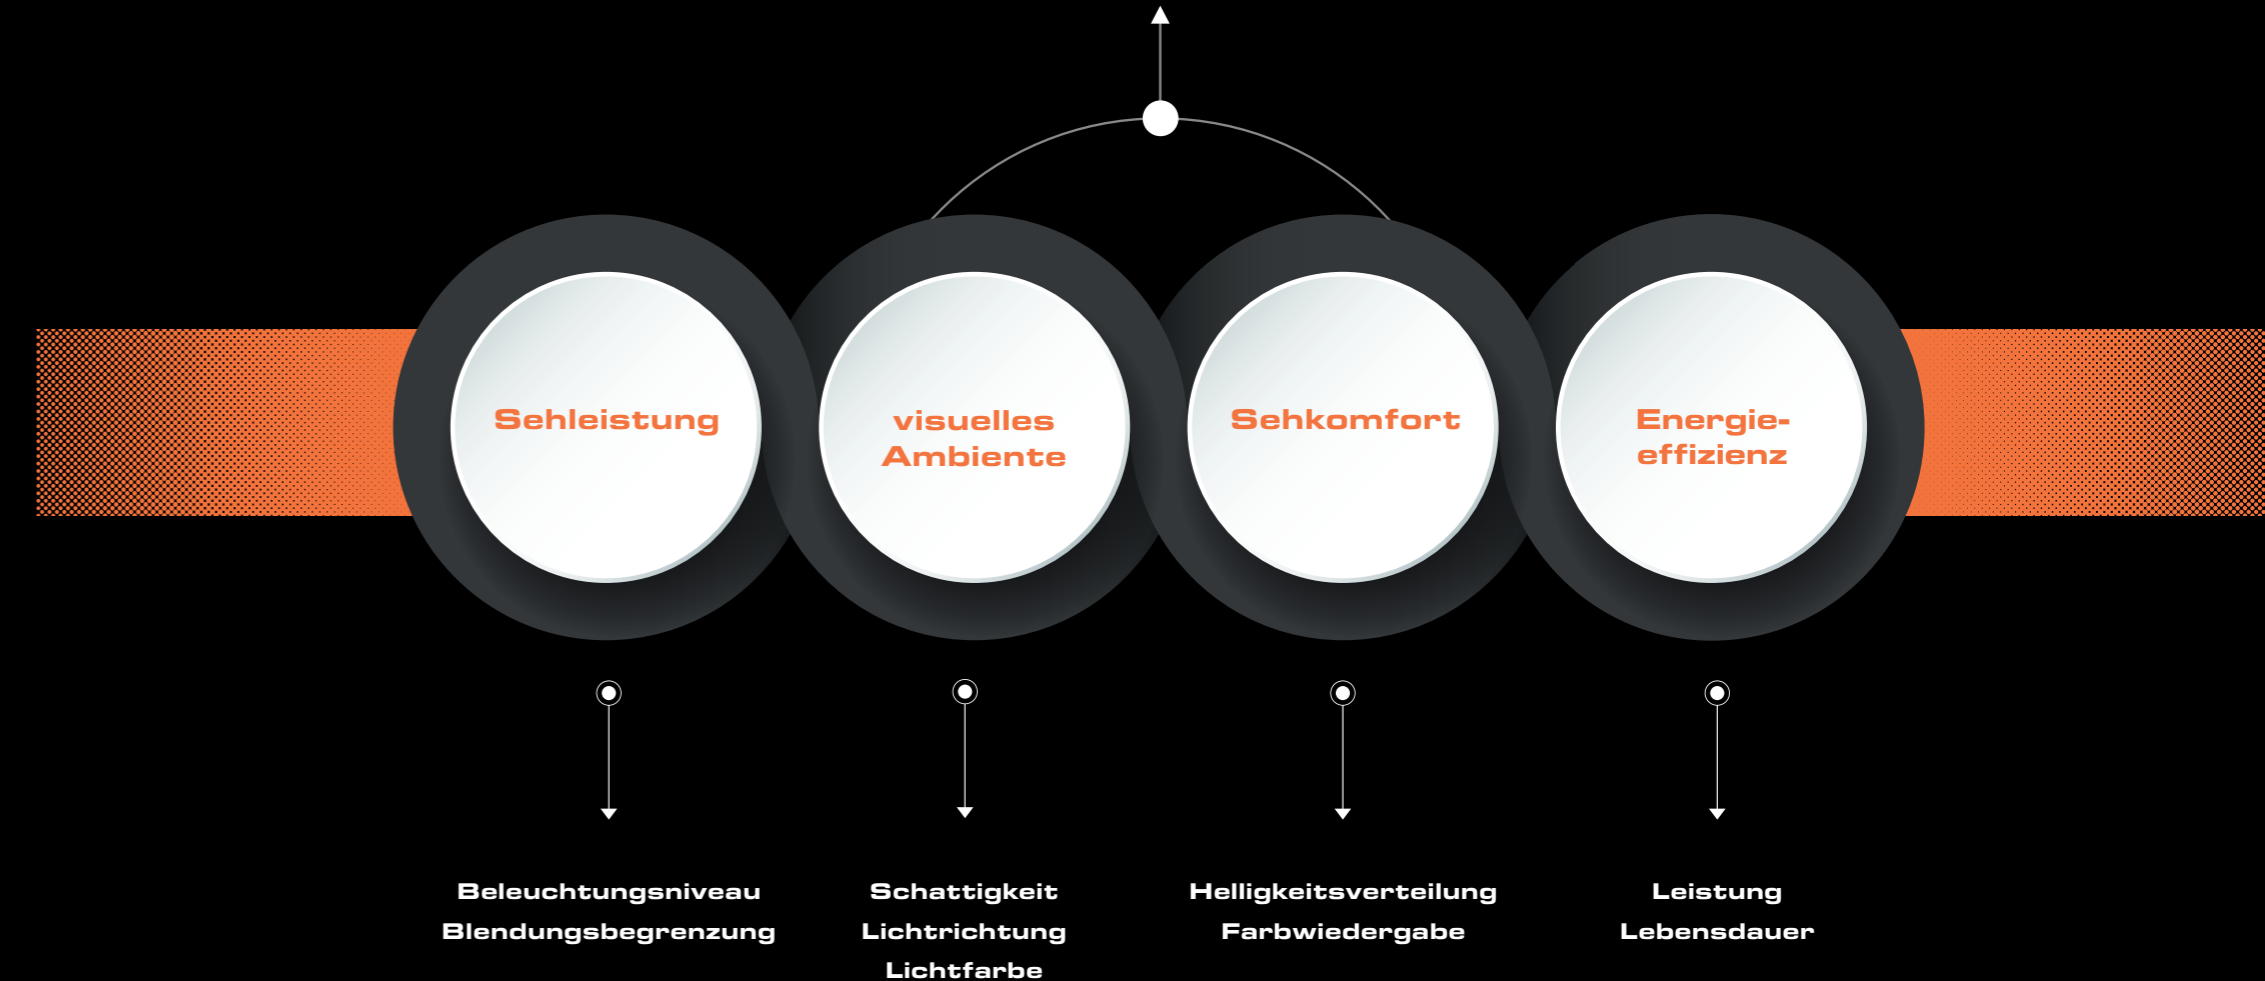 Sehleistung
visuelles
Ambiente
Sehkomfort
Energie-
effizienz
Beleuchtungsniveau
Blendungsbegrenzung
Schattigkeit
Lichtrichtung
Lichtfarbe
Helligkeitsverteilung
Farbwiedergabe
Leistung
Lebensdauer